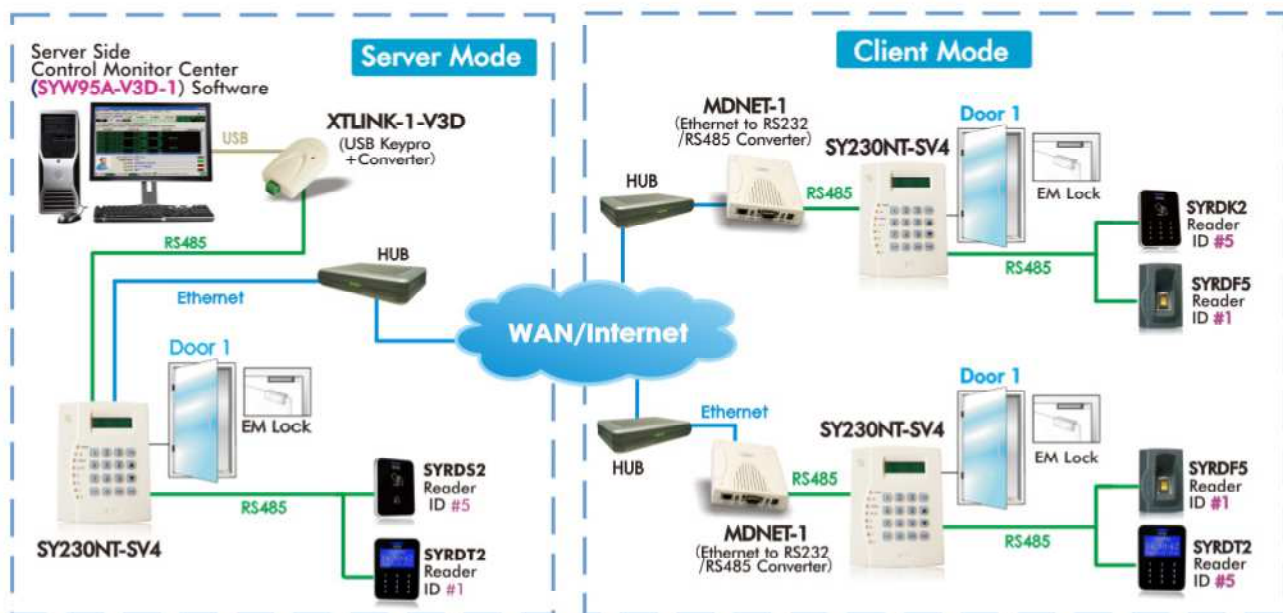 Server Mode
Server Side
Control Monitor Center
(SYW95A-V3D-1) Software
USB
XTLINK-1-V3D
(USB Keypro
+Converter)
RS485
HUB
Ethernet
Door 1
EM Lock
SYRDS2
Reader
ID #5
RS485
SY230NT-SV4
SYRDT2
Reader
ID #1
WAN/Internet
Client Mode
MDNET-1
(Ethernet to RS232
/RS485 Converter)
Door 1
SY230NT-SV4
HUB
RS485
EM Lock
SYRDK2
Reader
ID #5
RS485
SYRDF5
Reader
ID #1
Door 1
Ethernet
SY230NT-SV4
HUB
EM Lock
RS485
SYRDF5
Reader
ID #1
MDNET-1
(Ethernet to RS232
/RS485 Converter)
RS485
SYRDT2
Reader
ID #5